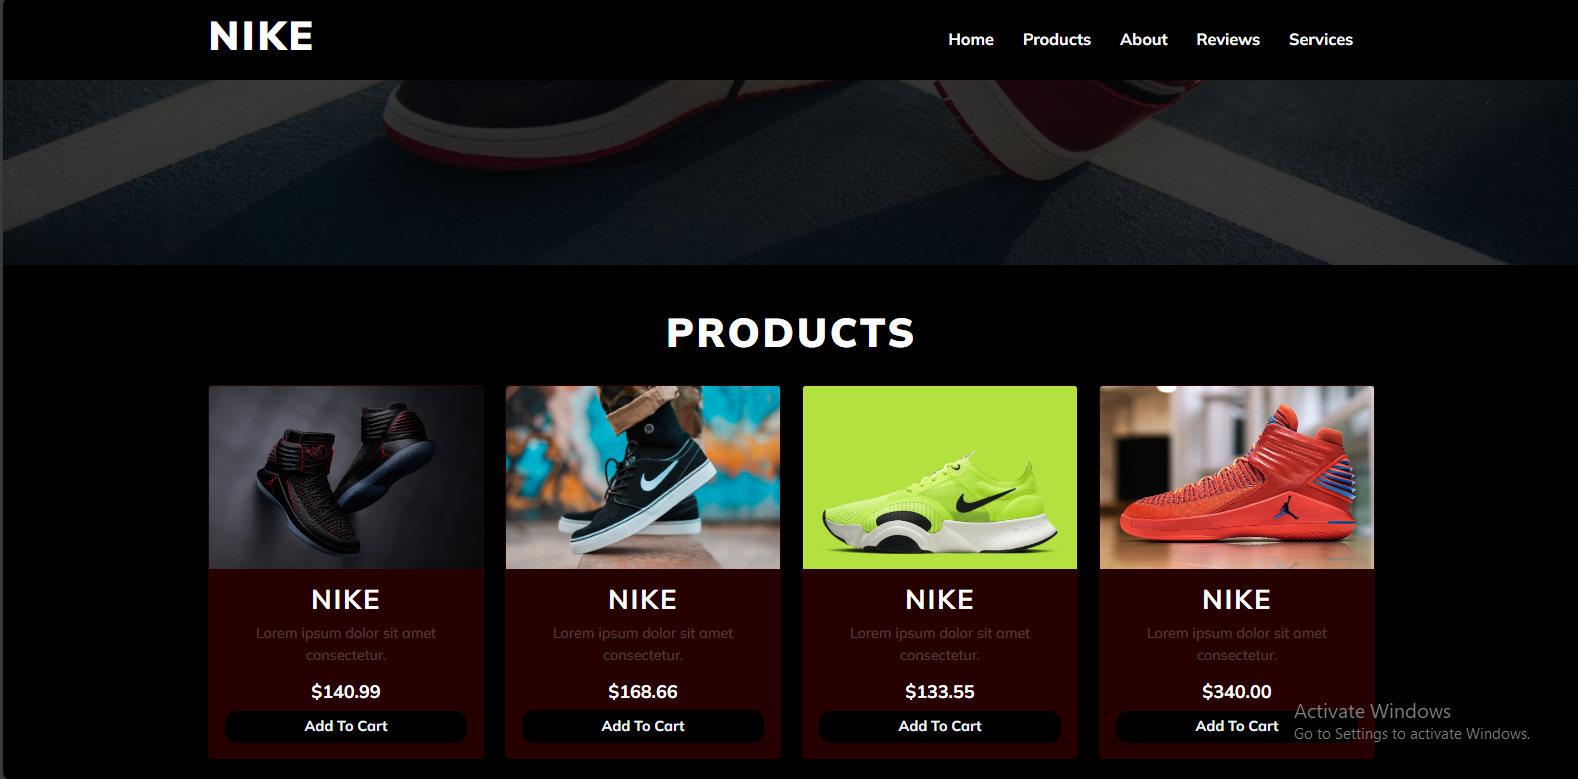 NIKE
Home Products About Reviews Services
PRODUCTS
NIKE
Lorem ipsum dolor sit amet
consectetur.
$140.99
Add To Cart
NIKE
Lorem ipsum dolor sit amet
consectetur.
$168.66
Add To Cart
NIKE
Lorem ipsum dolor sit amet
consectetur.
$133.55
Add To Cart
NIKE
Lorem ipsum dolor sit amet
consectetur.
$340.00
Add To Cart
Activate Windows
Go to Settings to activate Windows.